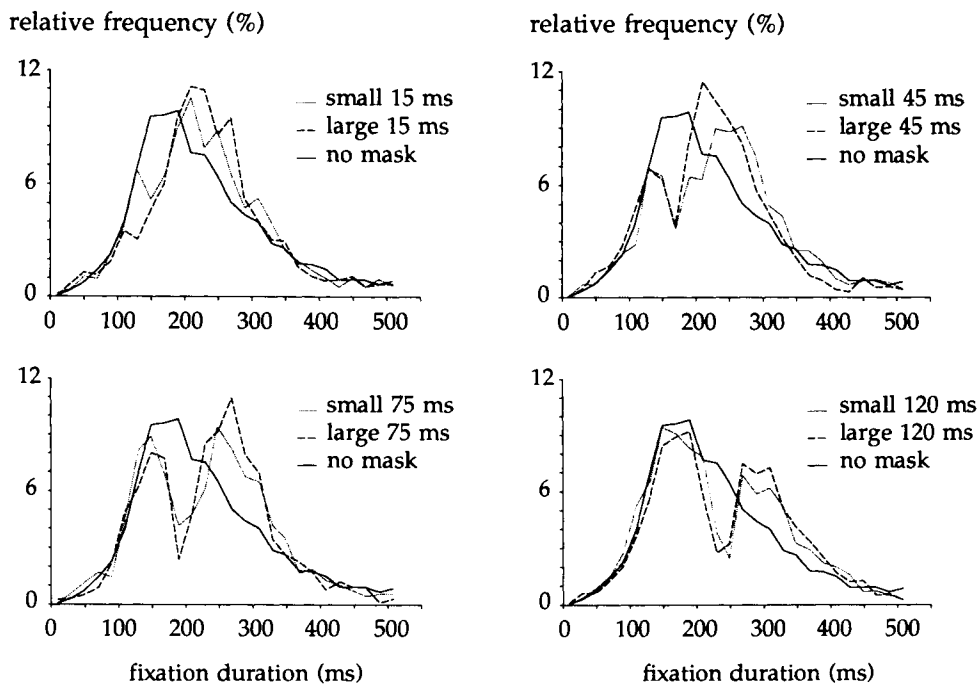 relative frequency (%)
12
6
0
0 100 200 300 400 500
small 15 ms
large 15 ms
no mask
relative frequency (%)
12
6
0
0 100 200 300 400 500
small 45 ms
large 45 ms
no mask
12
6
0
0 100 200 300 400 500
small 75 ms
large 75 ms
no mask
fixation duration (ms)
12
6
0
0 100 200 300 400 500
small 120 ms
large 120 ms
no mask
fixation duration (ms)